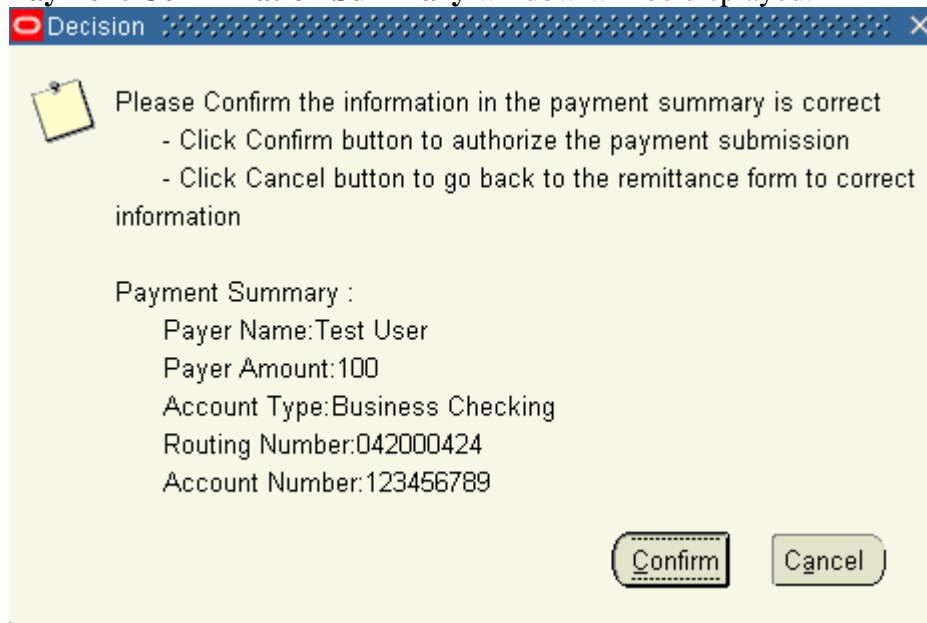 Decision
Please Confirm the information in the payment summary is correct
- Click Confirm button to authorize the payment submission
- Click Cancel button to go back to the remittance form to correct
information
Payment Summary :
Payer Name:Test User
Payer Amount:100
Account Type:Business Checking
Routing Number:042000424
Account Number:123456789
Confirm Cancel